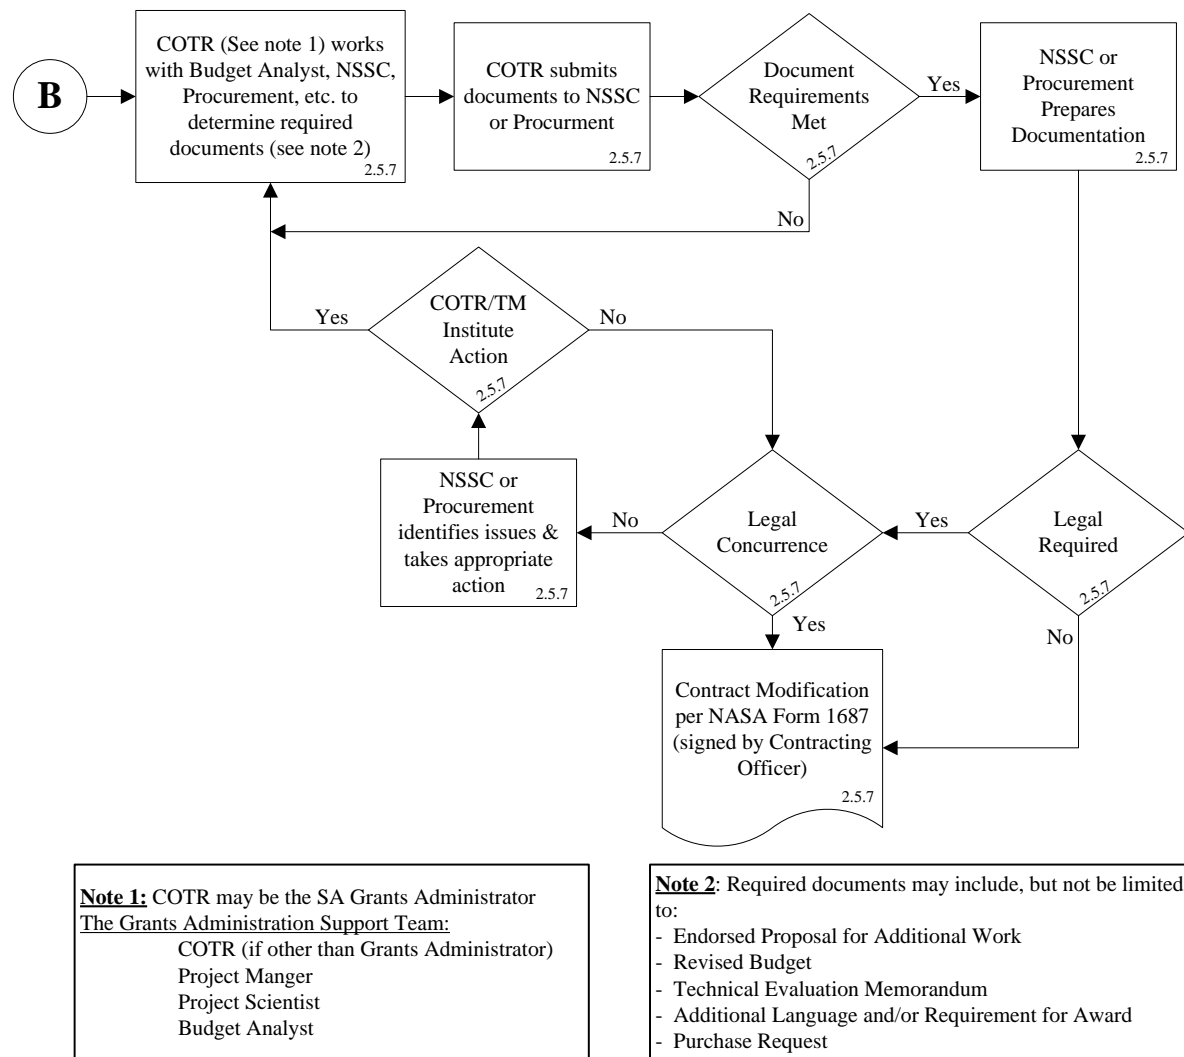 B
COTR (See note 1) works
with Budget Analyst, NSSC,
Procurement, etc. to
determine required
documents (see note 2)
2.5.7
COTR submits
documents to NSSC
or Procurment
2.5.7
Document
Requirements
Met
2.5.7
Yes
NSSC or
Procurement
Prepares
Documentation
2.5.7
No
COTR/TM
Institute
Action
2.5.7
Yes
No
NSSC or
Procurement
identifies issues &
takes appropriate
action
2.5.7
No
Legal
Concurrence
2.5.7
Yes
Legal
Required
2.5.7
Yes
No
Contract Modification
per NASA Form 1687
(signed by Contracting
Officer)
2.5.7
Note 1: COTR may be the SA Grants Administrator
The Grants Administration Support Team:
COTR (if other than Grants Administrator)
Project Manger
Project Scientist
Budget Analyst
Note 2: Required documents may include, but not be limited
to:
- Endorsed Proposal for Additional Work
- Revised Budget
- Technical Evaluation Memorandum
- Additional Language and/or Requirement for Award
- Purchase Request